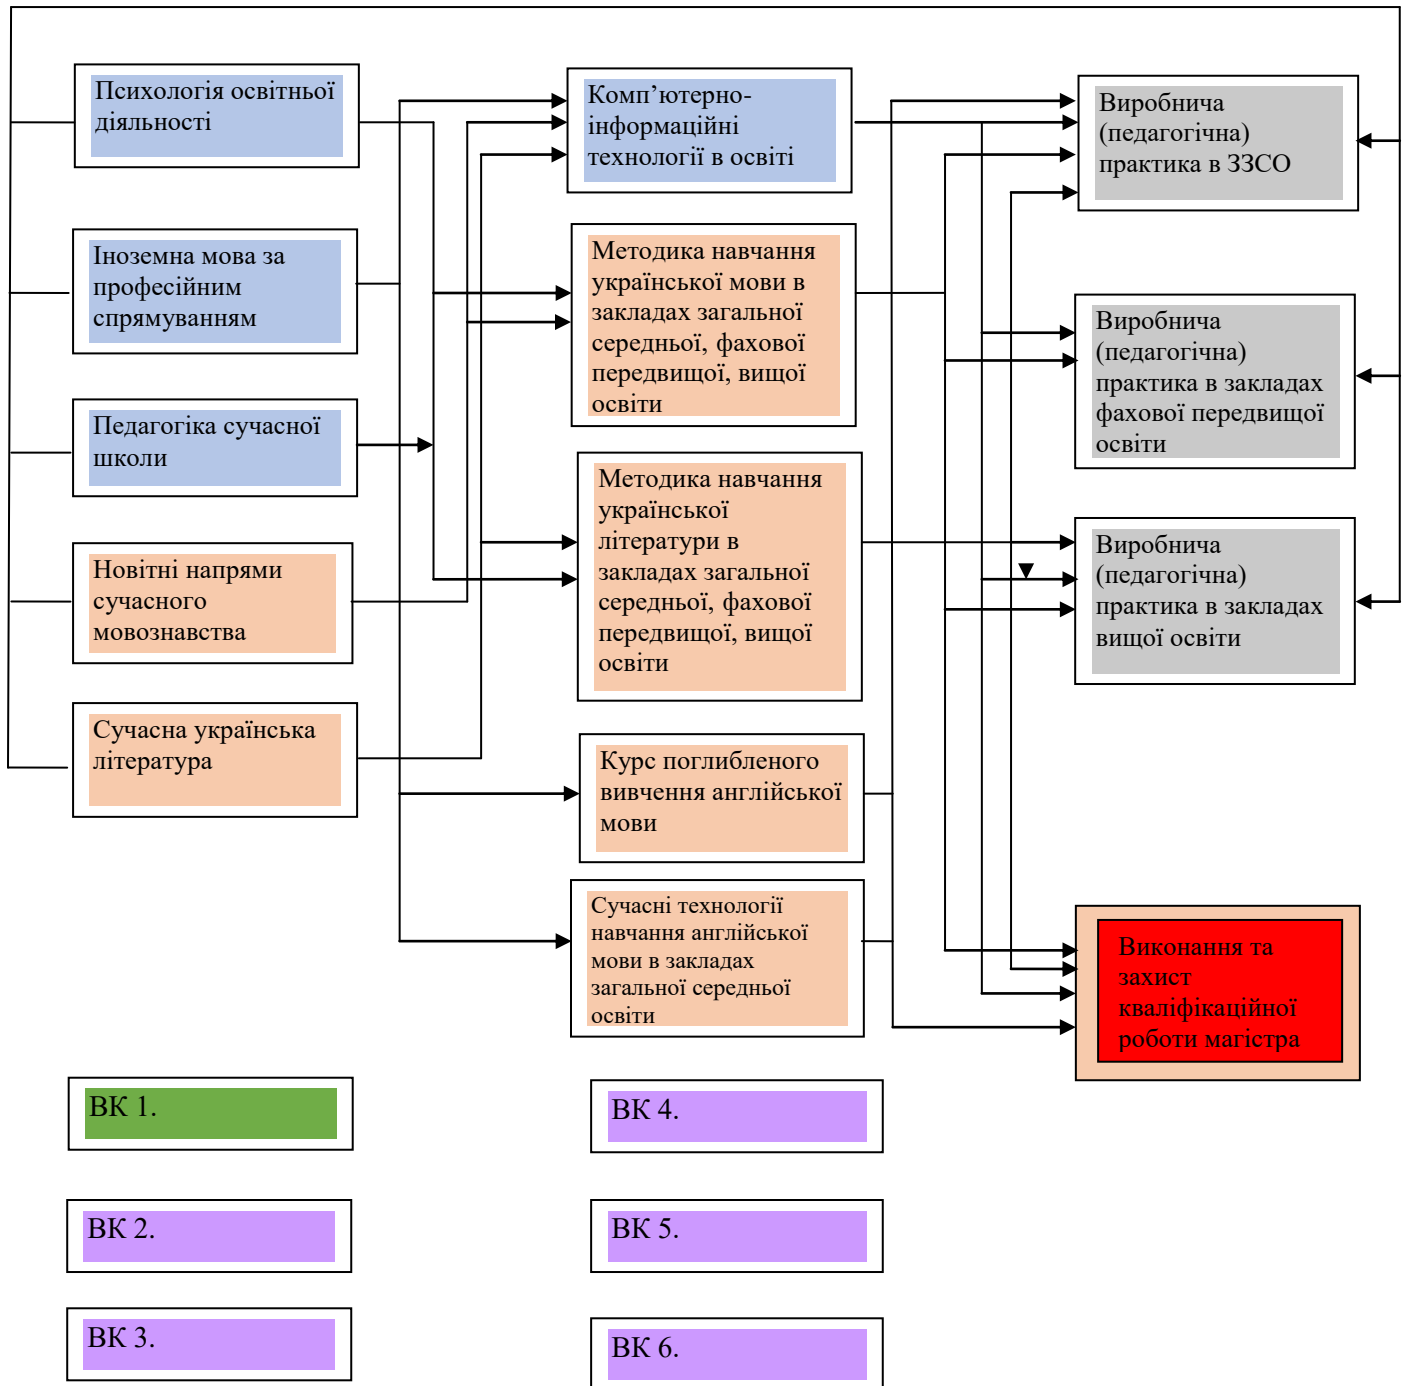 Психологія освітньої
діяльності
Іноземна мова за
професійним
спрямуванням
Педагогіка сучасної
школи
Новітні напрями
сучасного
мовознавства
Сучасна українська
література
Комп’ютерно-
інформаційні
технології в освіті
Методика навчання
української мови в
закладах загальної
середньої, фахової
передвищої, вищої
освіти
Методика навчання
української
літератури в
закладах загальної
середньої, фахової
передвищої, вищої
освіти
Курс поглибленого
вивчення англійської
мови
Сучасні технології
навчання англійської
мови в закладах
загальної середньої
освіти
Виробнича
(педагогічна)
практика в ЗЗСО
Виробнича
(педагогічна)
практика в закладах
фахової передвищої
освіти
Виробнича
(педагогічна)
практика в закладах
вищої освіти
Виконання та
захист
кваліфікаційної
роботи магістра
ВК 1.
ВК 2.
ВК 3.
ВК 4.
ВК 5.
ВК 6.